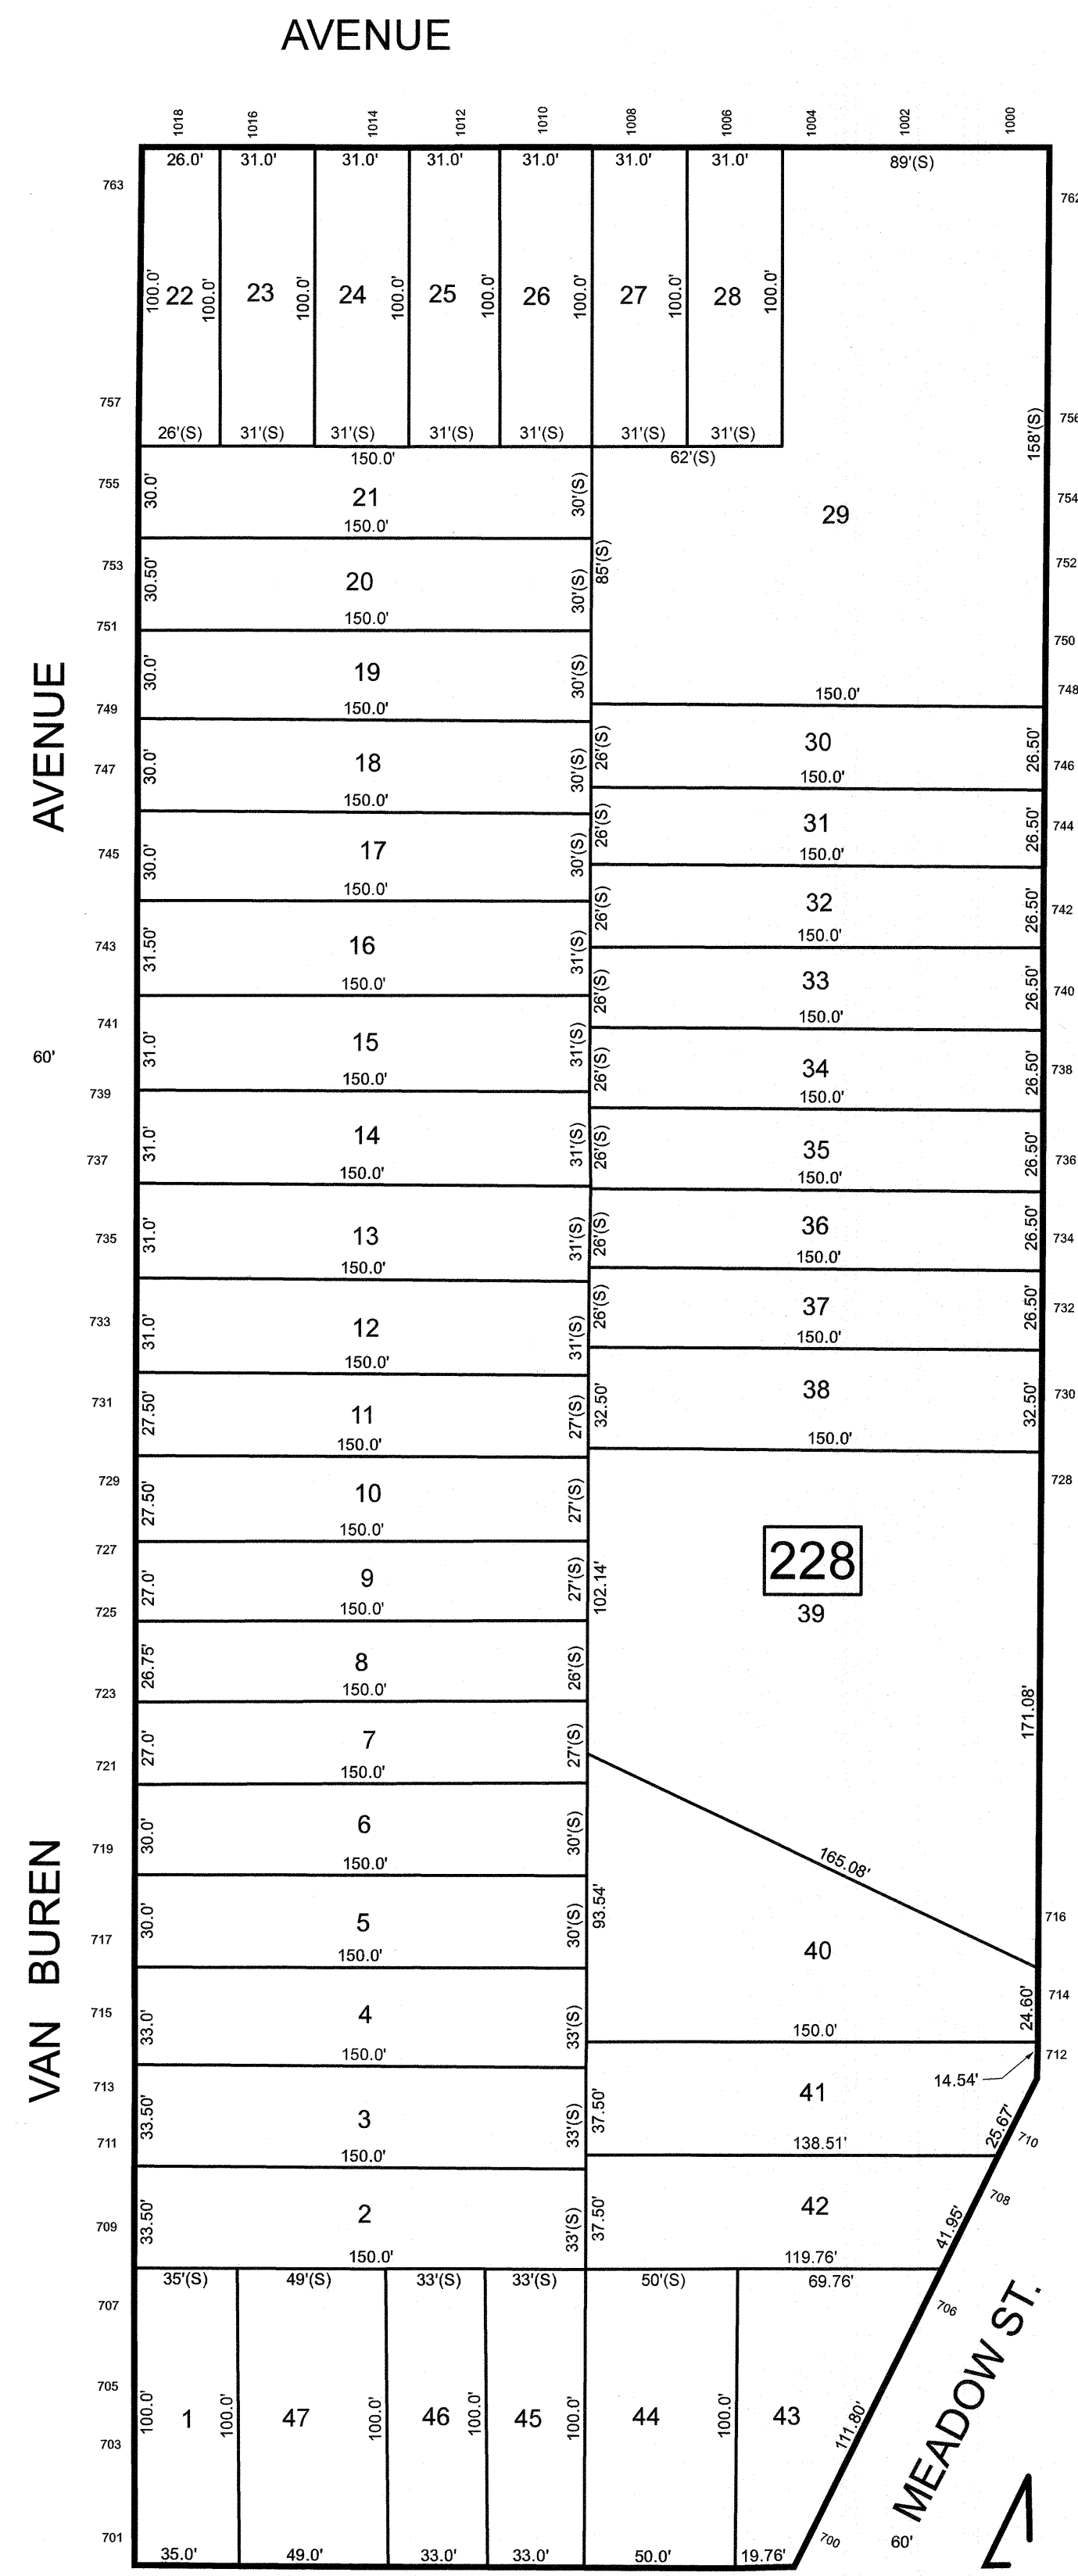 AVENUE
1018 1016 1014 1012 1010 1008 1006 1004 1002 1000
26.0' 31.0' 31.0' 31.0' 31.0' 31.0' 31.0' 89'(S)
763 762
100.0' 22 100.0' 23 100.0' 24 100.0' 25 100.0' 26 100.0' 27 100.0' 28 100.0'
757 756
158'(S)
26'(S) 31'(S) 31'(S) 31'(S) 31'(S) 31'(S) 31'(S)
150.0' 62'(S)
755 30.0' 21 30'(S) 29 754
150.0'
85'(S)
753 30.50' 20 30'(S) 752
150.0'
751 750
30.0' 19 30'(S)
150.0' 150.0'
749 748
747 30.0' 18 30'(S) 26'(S) 30 26.50' 746
150.0' 150.0'
745 30.0' 17 30'(S) 26'(S) 31 26.50' 744
150.0' 150.0'
743 31.50' 16 31'(S) 26'(S) 32 26.50' 742
150.0' 150.0'
741 31.0' 15 31'(S) 26'(S) 33 26.50' 740
150.0' 150.0'
60'
739 26'(S) 34 26.50' 738
150.0'
737 31.0' 14 31'(S) 26'(S) 35 26.50' 736
150.0' 150.0'
735 31.0' 13 31'(S) 26'(S) 36 26.50' 734
150.0' 150.0'
733 31.0' 12 31'(S) 26'(S) 37 26.50' 732
150.0' 150.0'
731 27.50' 11 27'(S) 32.50' 38 32.50' 730
150.0' 150.0'
729 27.50' 10 27'(S) 728
150.0'
727 228
27.0' 9 27'(S) 102.14' 39
150.0'
725
26.75' 8 26'(S)
150.0'
723 171.08'
27.0' 7 27'(S)
150.0'
721
30.0' 6 30'(S)
719 150.0' 165.08'
30.0' 5 30'(S) 93.54' 716
717 150.0' 40
715 33.0' 4 33'(S) 24.60' 714
150.0' 150.0'
712
713 14.54'
33.50' 3 33'(S) 37.50' 41 25.67'
711 150.0' 138.51' 710
709 33.50' 2 33'(S) 37.50' 42 41.95' 708
150.0' 119.76'
35'(S) 49'(S) 33'(S) 33'(S) 50'(S) 69.76'
707 706
705
100.0' 1 100.0' 47 100.0' 46 100.0' 45 100.0' 44 100.0' 43 111.80'
703
701 700
35.0' 49.0' 33.0' 33.0' 50.0' 19.76'
60'
VAN BUREN AVENUE
MEADOW ST.